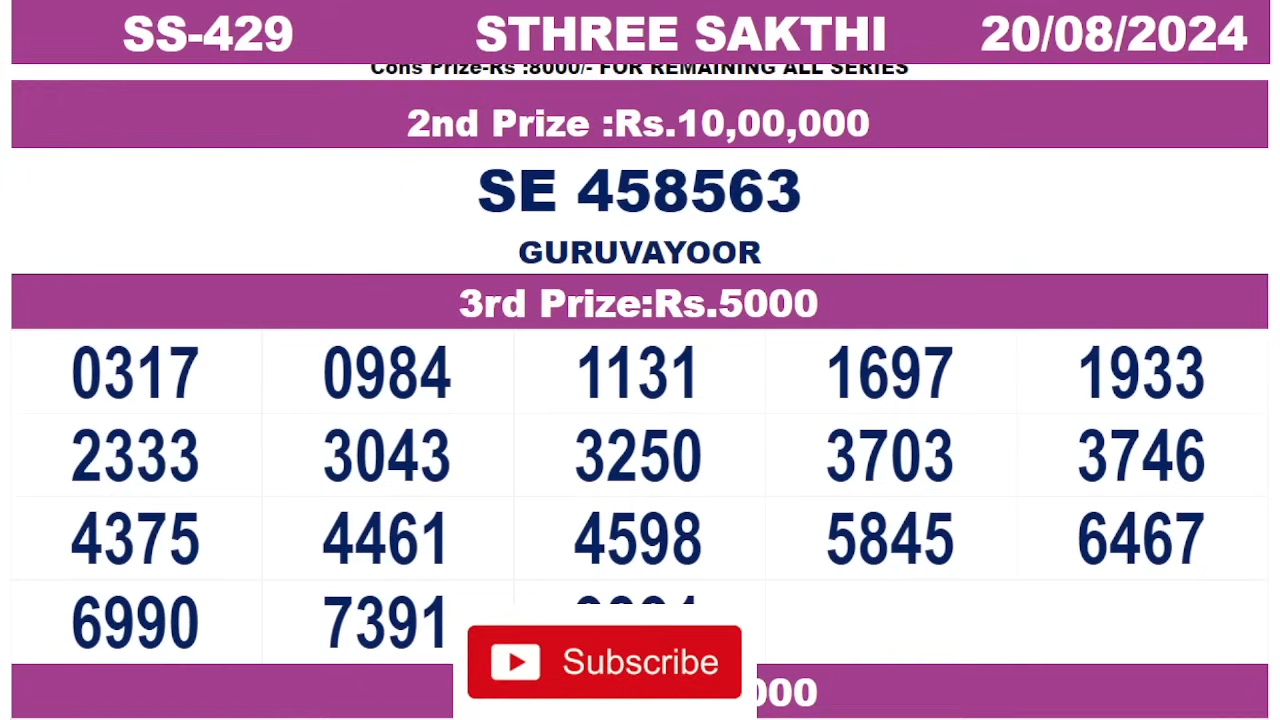 SS-429 STHREE SAKTHI 20/08/2024
Cons Prize-Rs :8000/- FOR REMAINING ALL SERIES
2nd Prize :Rs.10,00,000
SE 458563
GURUVAYOOR
3rd Prize:Rs.5000
0317 0984 1131 1697 1933
2333 3043 3250 3703 3746
4375 4461 4598 5845 6467
6990 7391
Subscribe